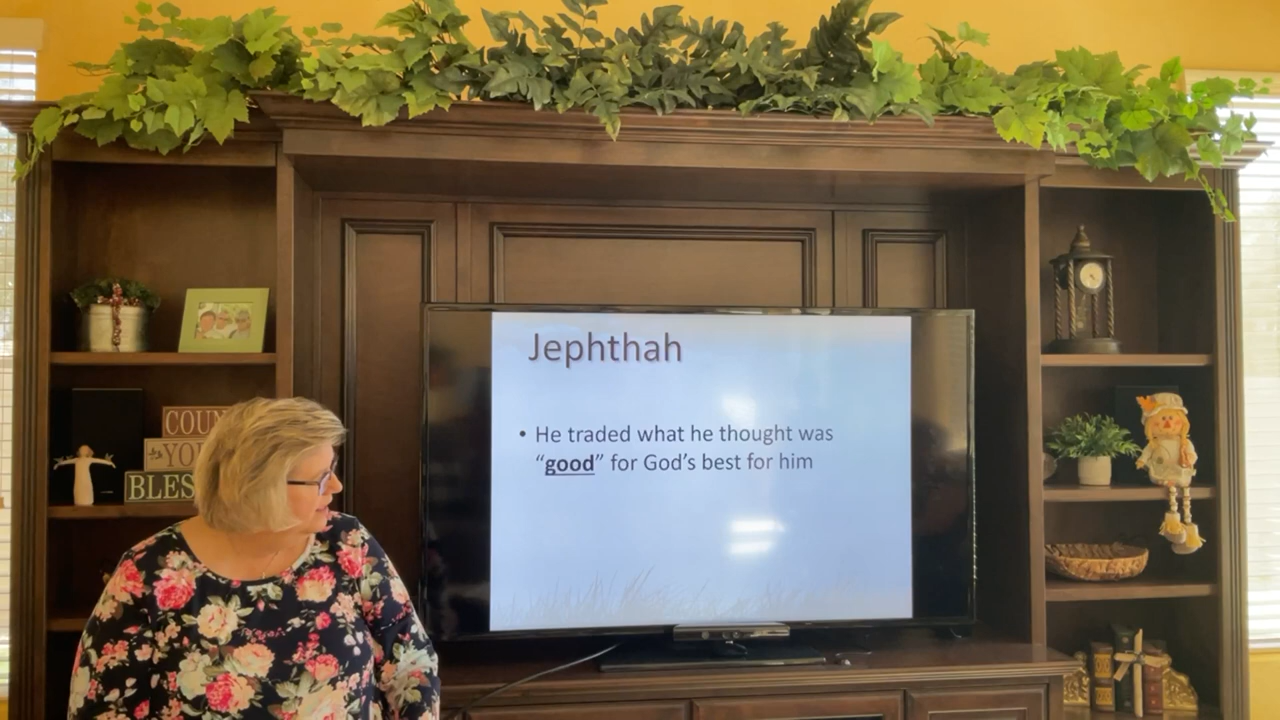 Jephthah
• He traded what he thought was
“good” for God’s best for him
COUN
YOU
BLES